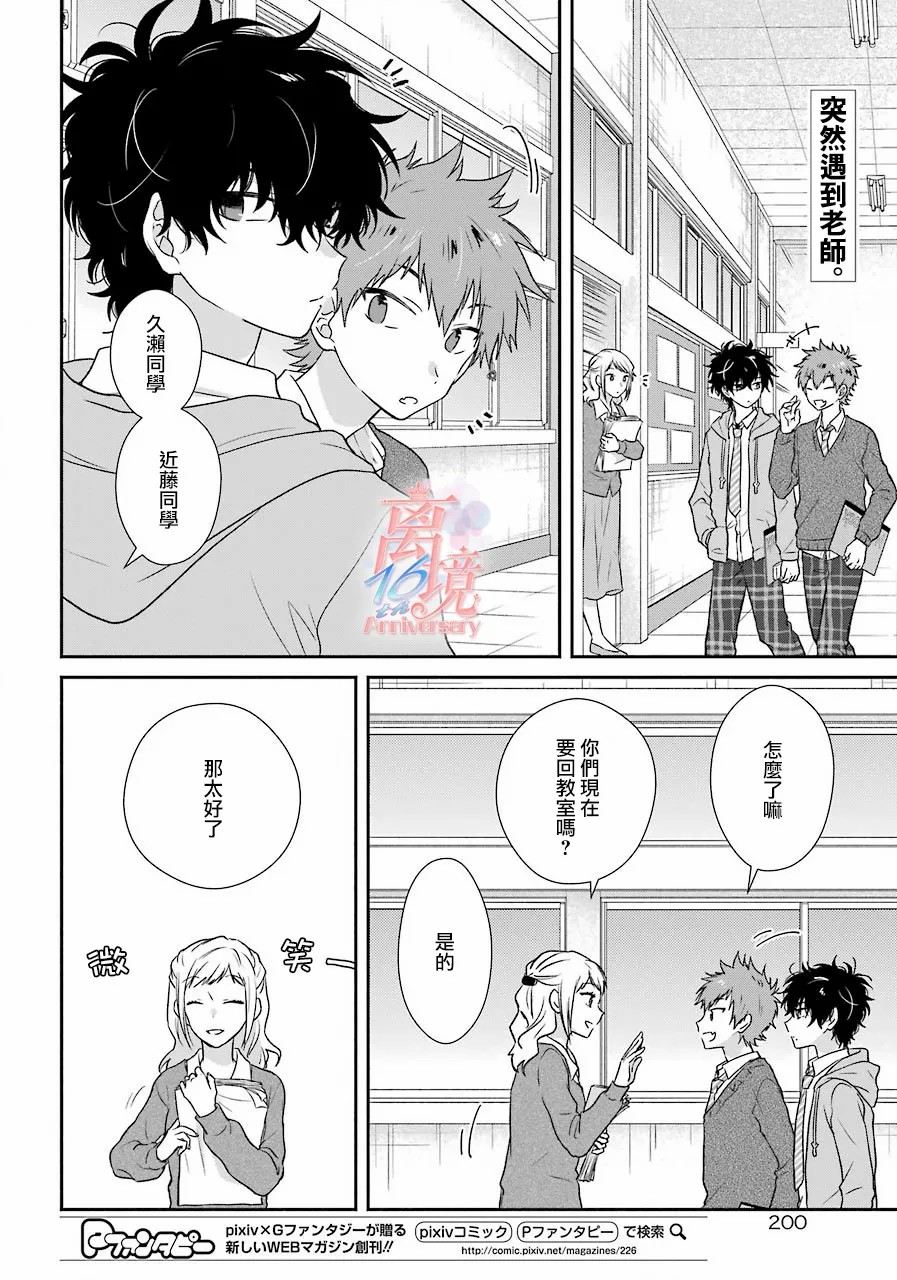 突然遇到老師。
久瀨同學
近藤同學
离境
16th
Anniversary
怎麼了嘛
你們現在
要回教室嗎？
是的
那太好了
微笑
200
Pファンタピー
pixiv×Gファンタジーが贈る
新しいWEBマガジン創刊!!
pixivコミック Pファンタピー で検索
http://comic.pixiv.net/magazines/226